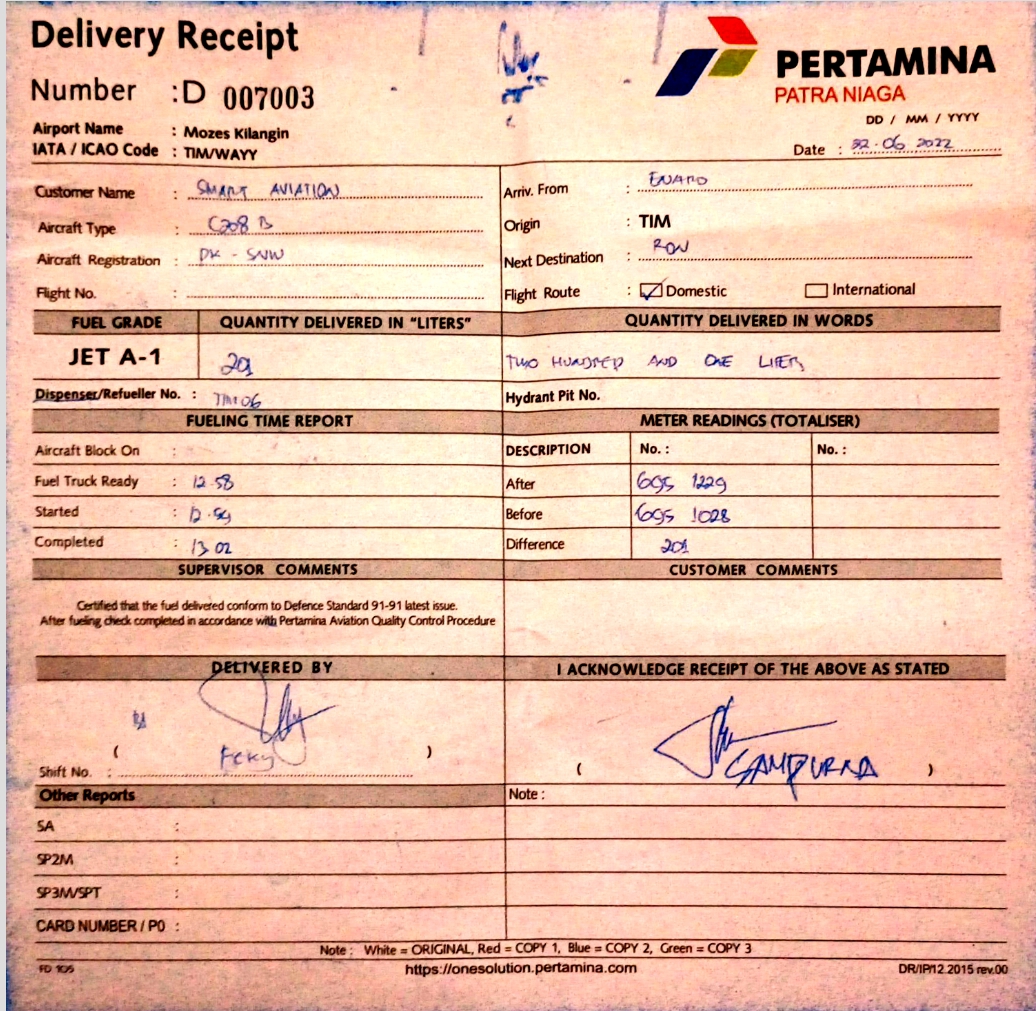 Delivery Receipt
Number : D 007003
PERTAMINA
PATRA NIAGA
Airport Name : Mozes Kilangin
IATA / ICAO Code : TIM/WAYY
DD / MM / YYYY
Date : 22-06 2022
Customer Name : SMART AVIATION
Aircraft Type : C208 B
Aircraft Registration : PK - SNW
Flight No. :
Arriv. From :
Origin : TIM
Next Destination :
Flight Route : Domestic International
FUEL GRADE QUANTITY DELIVERED IN "LITERS" QUANTITY DELIVERED IN WORDS
JET A-1 201 TWO HUNDRED AND ONE LITERS
Dispenser/Refueller No. : TIM 06 Hydrant Pit No.
FUELING TIME REPORT METER READINGS (TOTALISER)
Aircraft Block On : DESCRIPTION No. : No. :
Fuel Truck Ready : 12.58 After 695 1229
Started : 12.59 Before 695 1028
Completed : 13 02 Difference 201
SUPERVISOR COMMENTS CUSTOMER COMMENTS
Certified that the fuel delivered conform to Defence Standard 91-91 latest issue.
After fueling check completed in accordance with Pertamina Aviation Quality Control Procedure
DELIVERED BY I ACKNOWLEDGE RECEIPT OF THE ABOVE AS STATED
( Feky )
Shift No. :
( SAMPURNA )
Other Reports Note :
SA :
SP2M :
SP3M/SPT :
CARD NUMBER / P0 :
Note : White = ORIGINAL, Red = COPY 1, Blue = COPY 2, Green = COPY 3
FD 105 https://onesolution.pertamina.com DR/IP/12.2015 rev.00